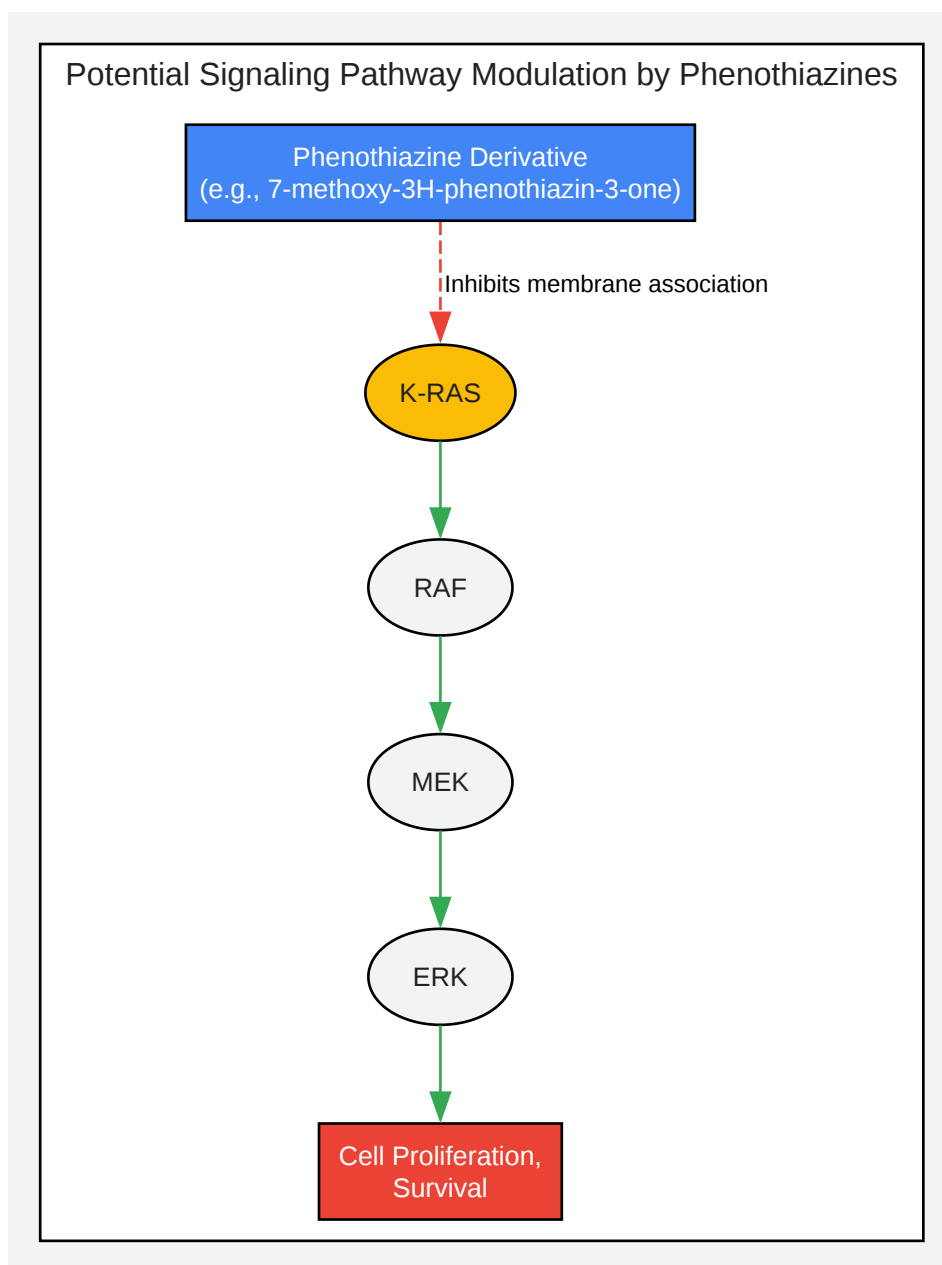 Potential Signaling Pathway Modulation by Phenothiazines
Phenothiazine Derivative
(e.g., 7-methoxy-3H-phenothiazin-3-one)
Inhibits membrane association
K-RAS
RAF
MEK
ERK
Cell Proliferation,
Survival